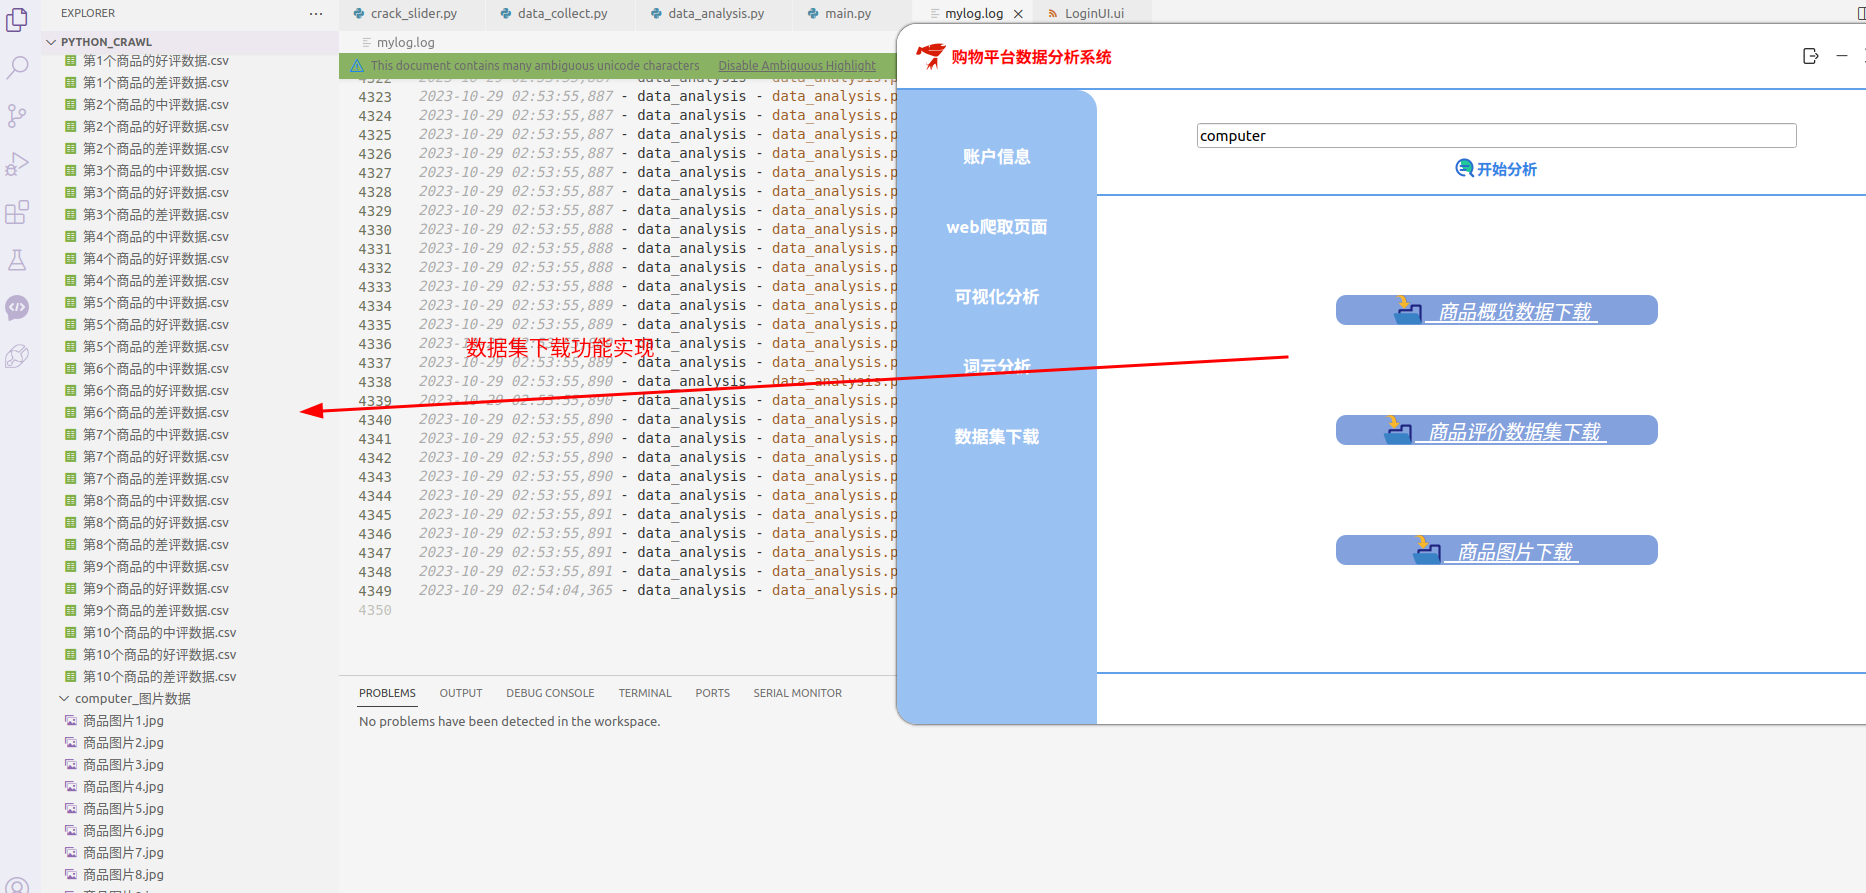 EXPLORER
···
PYTHON_CRAWL
第1个商品的好评数据.csv
第1个商品的差评数据.csv
第2个商品的中评数据.csv
第2个商品的好评数据.csv
第2个商品的差评数据.csv
第3个商品的中评数据.csv
第3个商品的好评数据.csv
第3个商品的差评数据.csv
第4个商品的中评数据.csv
第4个商品的好评数据.csv
第4个商品的差评数据.csv
第5个商品的中评数据.csv
第5个商品的好评数据.csv
第5个商品的差评数据.csv
第6个商品的中评数据.csv
第6个商品的好评数据.csv
第6个商品的差评数据.csv
第7个商品的中评数据.csv
第7个商品的好评数据.csv
第7个商品的差评数据.csv
第8个商品的中评数据.csv
第8个商品的好评数据.csv
第8个商品的差评数据.csv
第9个商品的中评数据.csv
第9个商品的好评数据.csv
第9个商品的差评数据.csv
第10个商品的中评数据.csv
第10个商品的好评数据.csv
第10个商品的差评数据.csv
computer_图片数据
商品图片1.jpg
商品图片2.jpg
商品图片3.jpg
商品图片4.jpg
商品图片5.jpg
商品图片6.jpg
商品图片7.jpg
商品图片8.jpg
crack_slider.py data_collect.py data_analysis.py main.py mylog.log LoginUI.ui
mylog.log
This document contains many ambiguous unicode characters Disable Ambiguous Highlight
4323 2023-10-29 02:53:55,887 - data_analysis - data_analysis.p
4324 2023-10-29 02:53:55,887 - data_analysis - data_analysis.p
4325 2023-10-29 02:53:55,887 - data_analysis - data_analysis.p
4326 2023-10-29 02:53:55,887 - data_analysis - data_analysis.p
4327 2023-10-29 02:53:55,887 - data_analysis - data_analysis.p
4328 2023-10-29 02:53:55,887 - data_analysis - data_analysis.p
4329 2023-10-29 02:53:55,887 - data_analysis - data_analysis.p
4330 2023-10-29 02:53:55,888 - data_analysis - data_analysis.p
4331 2023-10-29 02:53:55,888 - data_analysis - data_analysis.p
4332 2023-10-29 02:53:55,888 - data_analysis - data_analysis.p
4333 2023-10-29 02:53:55,888 - data_analysis - data_analysis.p
4334 2023-10-29 02:53:55,889 - data_analysis - data_analysis.p
4335 2023-10-29 02:53:55,889 - data_analysis - data_analysis.p
4336 - data_analysis - data_analysis.p
数据集下载功能实现
4337 2023-10-29 02:53:55,889 - data_analysis - data_analysis.p
4338 2023-10-29 02:53:55,890 - data_analysis - data_analysis.p
4339 2023-10-29 02:53:55,890 - data_analysis - data_analysis.p
4340 2023-10-29 02:53:55,890 - data_analysis - data_analysis.p
4341 2023-10-29 02:53:55,890 - data_analysis - data_analysis.p
4342 2023-10-29 02:53:55,890 - data_analysis - data_analysis.p
4343 2023-10-29 02:53:55,890 - data_analysis - data_analysis.p
4344 2023-10-29 02:53:55,891 - data_analysis - data_analysis.p
4345 2023-10-29 02:53:55,891 - data_analysis - data_analysis.p
4346 2023-10-29 02:53:55,891 - data_analysis - data_analysis.p
4347 2023-10-29 02:53:55,891 - data_analysis - data_analysis.p
4348 2023-10-29 02:53:55,891 - data_analysis - data_analysis.p
4349 2023-10-29 02:54:04,365 - data_analysis - data_analysis.p
4350
PROBLEMS OUTPUT DEBUG CONSOLE TERMINAL PORTS SERIAL MONITOR
No problems have been detected in the workspace.
购物平台数据分析系统
账户信息
web爬取页面
可视化分析
词云分析
数据集下载
computer
开始分析
商品概览数据下载
商品评价数据集下载
商品图片下载